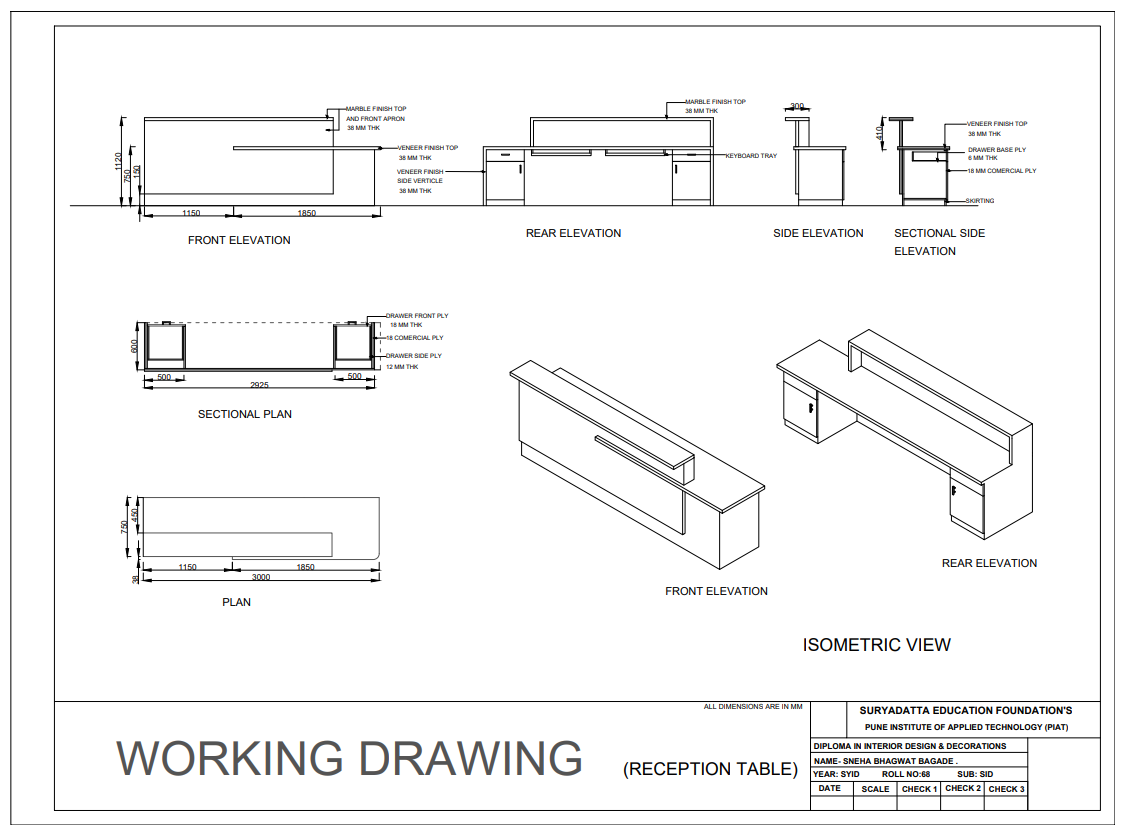 MARBLE FINISH TOP
AND FRONT APRON
38 MM THK
VENEER FINISH TOP
38 MM THK
1120
750
150
1150
1850
FRONT ELEVATION
MARBLE FINISH TOP
38 MM THK
KEYBOARD TRAY
VENEER FINISH
SIDE VERTICLE
38 MM THK
REAR ELEVATION
300
SIDE ELEVATION
410
VENEER FINISH TOP
38 MM THK
DRAWER BASE PLY
6 MM THK
18 MM COMERCIAL PLY
SKIRTING
SECTIONAL SIDE
ELEVATION
DRAWER FRONT PLY
18 MM THK
18 COMERCIAL PLY
DRAWER SIDE PLY
12 MM THK
600
500
500
2925
SECTIONAL PLAN
750
450
38
1150
1850
3000
PLAN
FRONT ELEVATION
REAR ELEVATION
ISOMETRIC VIEW
ALL DIMENSIONS ARE IN MM
WORKING DRAWING
(RECEPTION TABLE)
SURYADATTA EDUCATION FOUNDATION'S
PUNE INSTITUTE OF APPLIED TECHNOLOGY (PIAT)
DIPLOMA IN INTERIOR DESIGN & DECORATIONS
NAME- SNEHA BHAGWAT BAGADE .
YEAR: SYID ROLL NO:68 SUB: SID
DATE SCALE CHECK 1 CHECK 2 CHECK 3